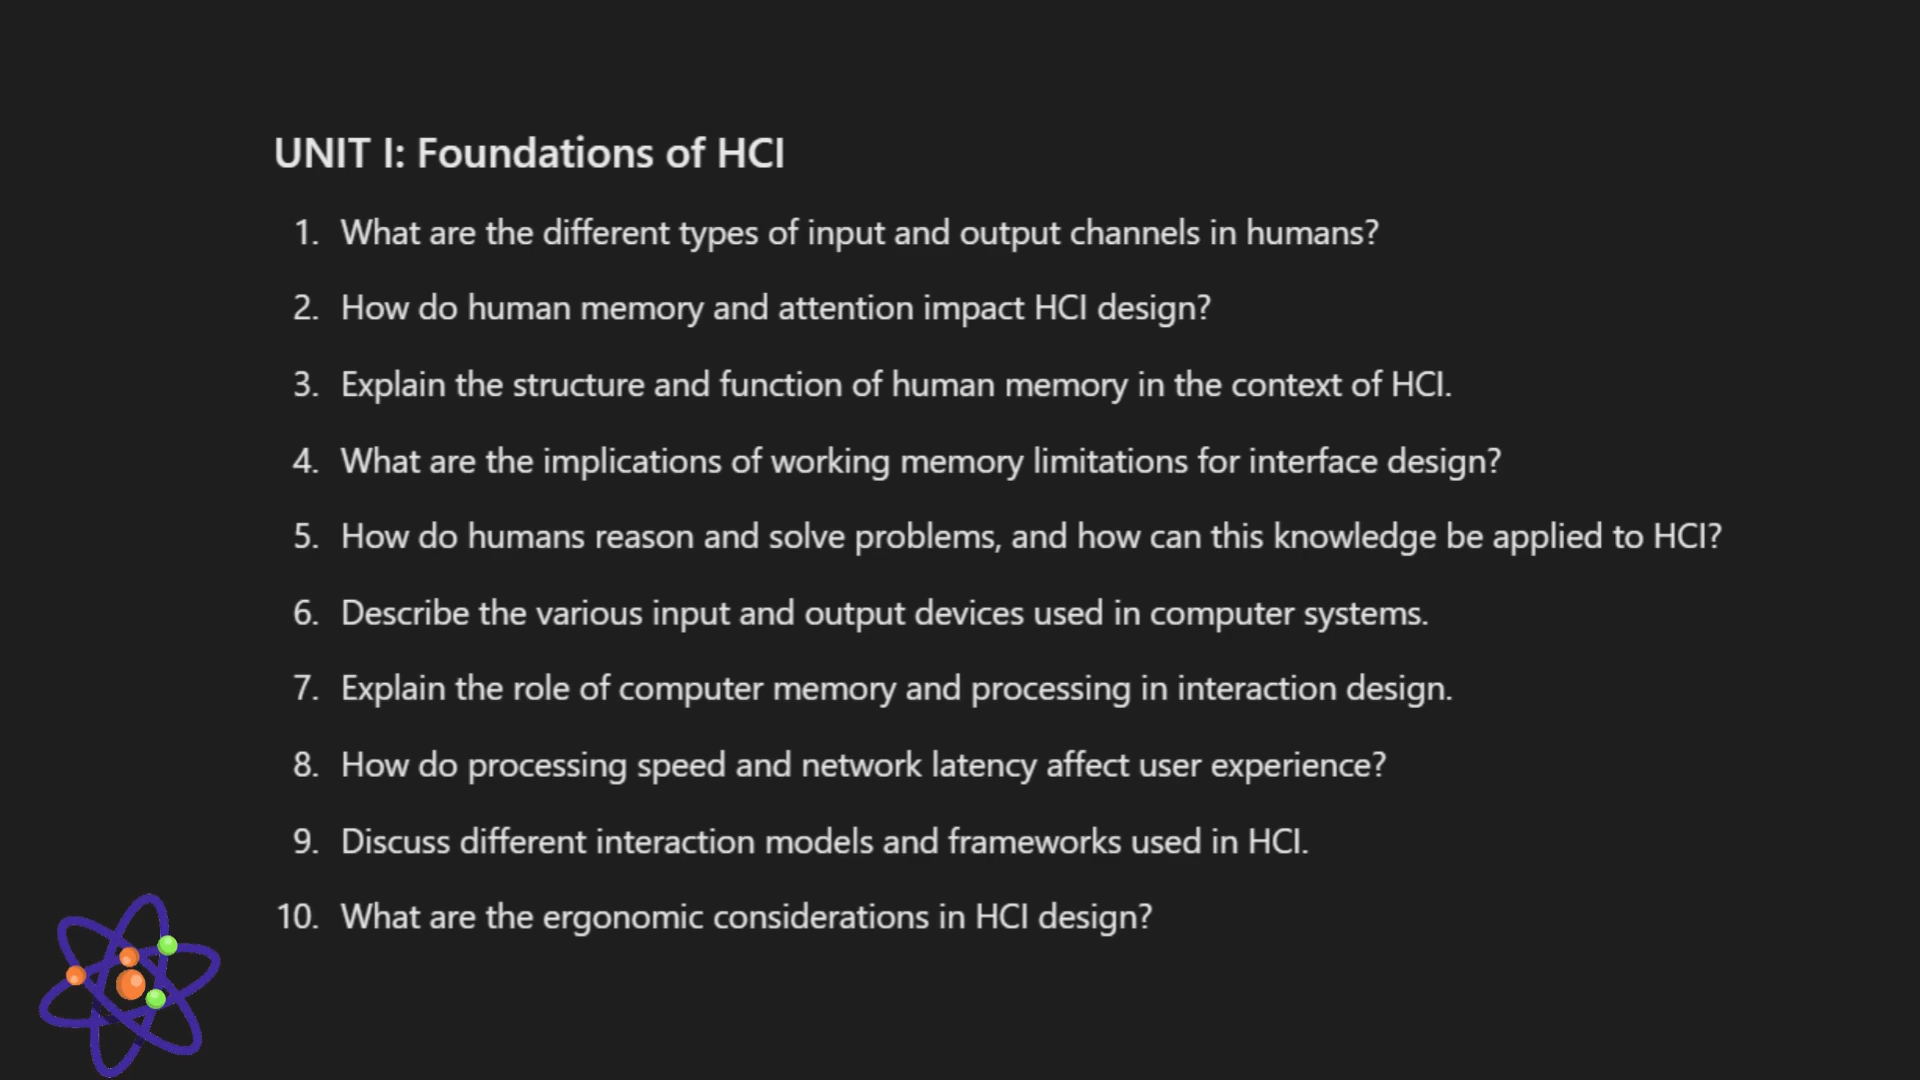 UNIT I: Foundations of HCI
1. What are the different types of input and output channels in humans?
2. How do human memory and attention impact HCI design?
3. Explain the structure and function of human memory in the context of HCI.
4. What are the implications of working memory limitations for interface design?
5. How do humans reason and solve problems, and how can this knowledge be applied to HCI?
6. Describe the various input and output devices used in computer systems.
7. Explain the role of computer memory and processing in interaction design.
8. How do processing speed and network latency affect user experience?
9. Discuss different interaction models and frameworks used in HCI.
10. What are the ergonomic considerations in HCI design?